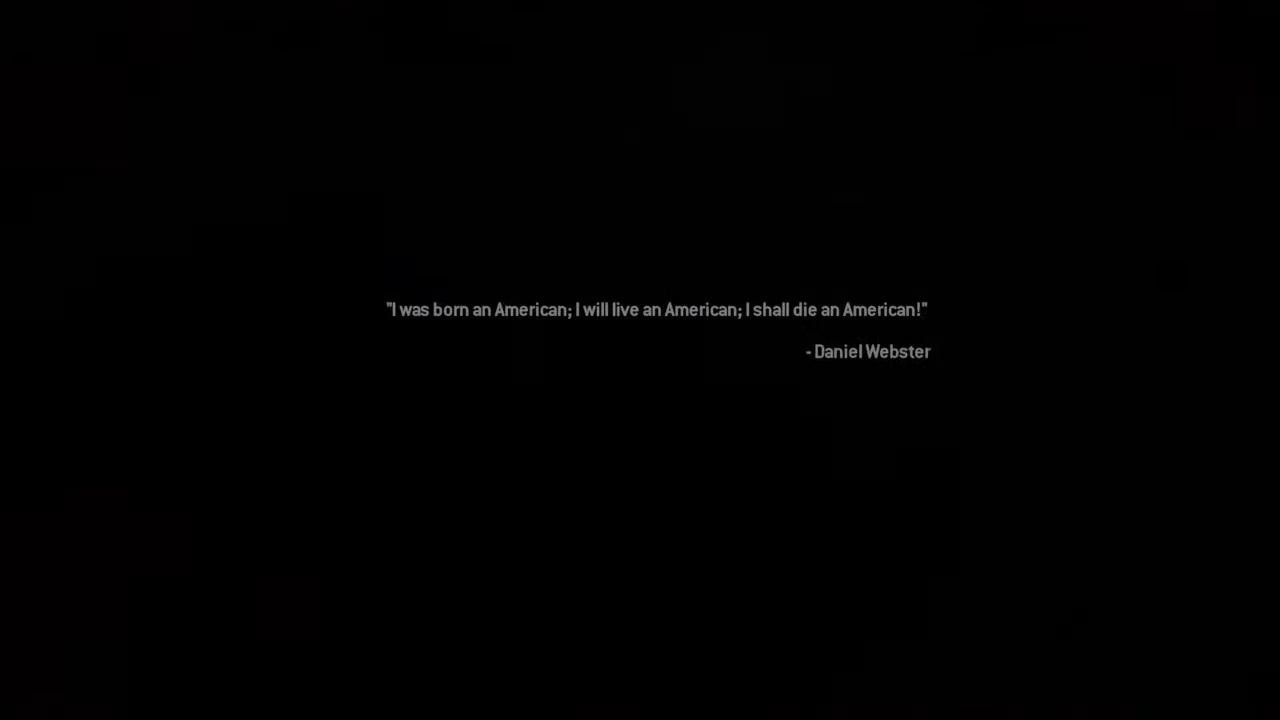 "I was born an American; I will live an American; I shall die an American!"
- Daniel Webster